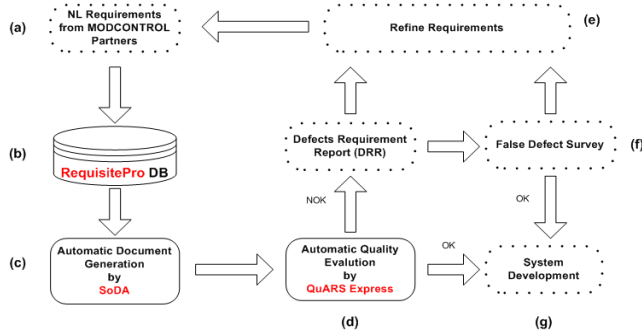 (a)
NL Requirements
from MODCONTROL
Partners
Refine Requirements
(e)
(b)
RequisitePro DB
Defects Requirement
Report (DRR)
False Defect Survey
(f)
NOK
OK
(c)
Automatic Document
Generation
by
SoDA
Automatic Quality
Evalution
by
QuARS Express
OK
System
Development
(d)
(g)